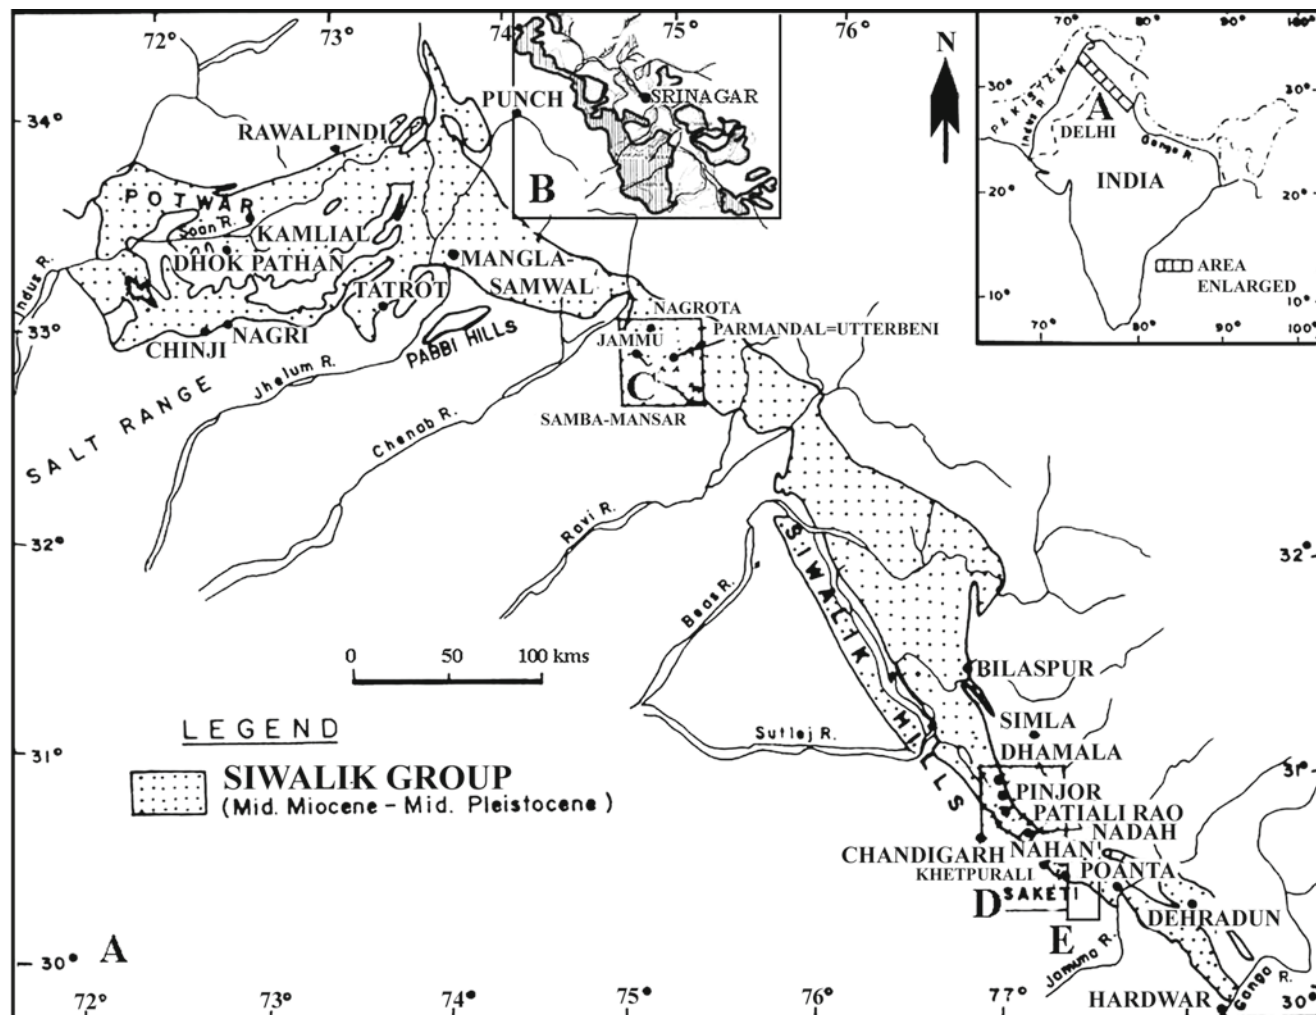 72°
73°
75°
76°
34°
33°
32°
31°
30°
72°
73°
74°
75°
76°
77°
32°
31°
30°
PUNCH
RAWALPINDI
POTWAR
Soan R.
KAMLIAL
DHOK PATHAN
MANGLA-
SAMWAL
TATROT
Indus R.
CHINJI
NAGRI
PABBI HILLS
SALT RANGE
Jhelum R.
Chenab R.
NAGROTA
PARMANDAL=UTTERBENI
JAMMU
C
SAMBA-MANSAR
Ravi R.
Beas R.
SIWALIK HILLS
Sutlej R.
BILASPUR
SIMLA
DHAMALA
PINJOR
PATIALI RAO
NADAH
CHANDIGARH
NAHAN
KHETPURALI
POANTA
SAKETI
D
E
DEHRADUN
Jamuna R.
HARDWAR
Ganga R.
SRINAGAR
B
N
70°
80°
90°
100°
30°
30°
20°
20°
10°
10°
70°
80°
90°
100°
PAKISTAN
Indus R
A
DELHI
Ganga R.
INDIA
AREA
ENLARGED
0 50 100 kms
LEGEND
SIWALIK GROUP
(Mid. Miocene - Mid. Pleistocene)
A